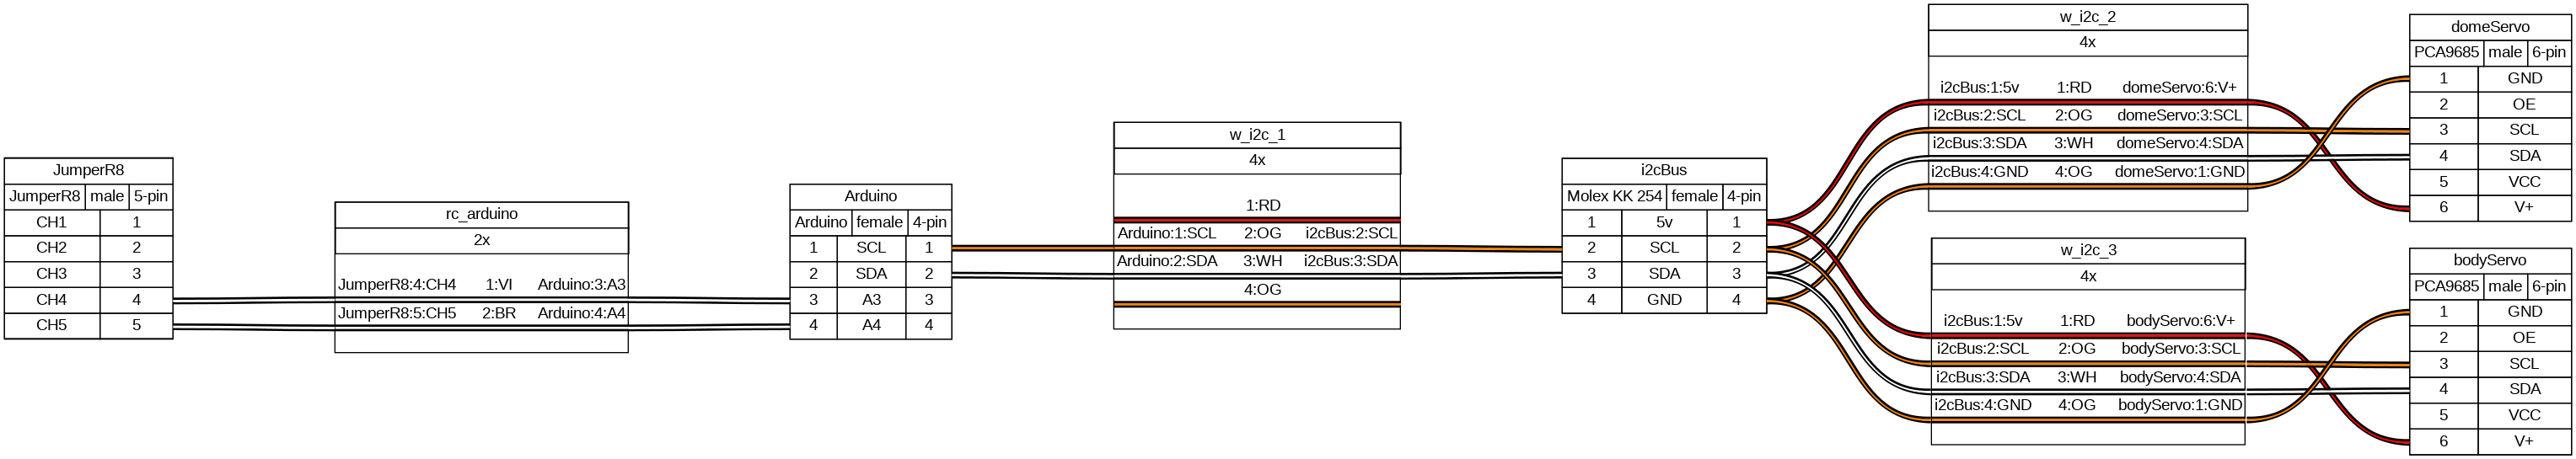 JumperR8
JumperR8 male 5-pin
CH1 1
CH2 2
CH3 3
CH4 4
CH5 5
rc_arduino
2x
JumperR8:4:CH4 1:VI Arduino:3:A3
JumperR8:5:CH5 2:BR Arduino:4:A4
Arduino
Arduino female 4-pin
1 SCL 1
2 SDA 2
3 A3 3
4 A4 4
w_i2c_1
4x
1:RD
Arduino:1:SCL 2:OG i2cBus:2:SCL
Arduino:2:SDA 3:WH i2cBus:3:SDA
4:OG
i2cBus
Molex KK 254 female 4-pin
1 5v 1
2 SCL 2
3 SDA 3
4 GND 4
w_i2c_2
4x
i2cBus:1:5v 1:RD domeServo:6:V+
i2cBus:2:SCL 2:OG domeServo:3:SCL
i2cBus:3:SDA 3:WH domeServo:4:SDA
i2cBus:4:GND 4:OG domeServo:1:GND
w_i2c_3
4x
i2cBus:1:5v 1:RD bodyServo:6:V+
i2cBus:2:SCL 2:OG bodyServo:3:SCL
i2cBus:3:SDA 3:WH bodyServo:4:SDA
i2cBus:4:GND 4:OG bodyServo:1:GND
domeServo
PCA9685 male 6-pin
1 GND
2 OE
3 SCL
4 SDA
5 VCC
6 V+
bodyServo
PCA9685 male 6-pin
1 GND
2 OE
3 SCL
4 SDA
5 VCC
6 V+